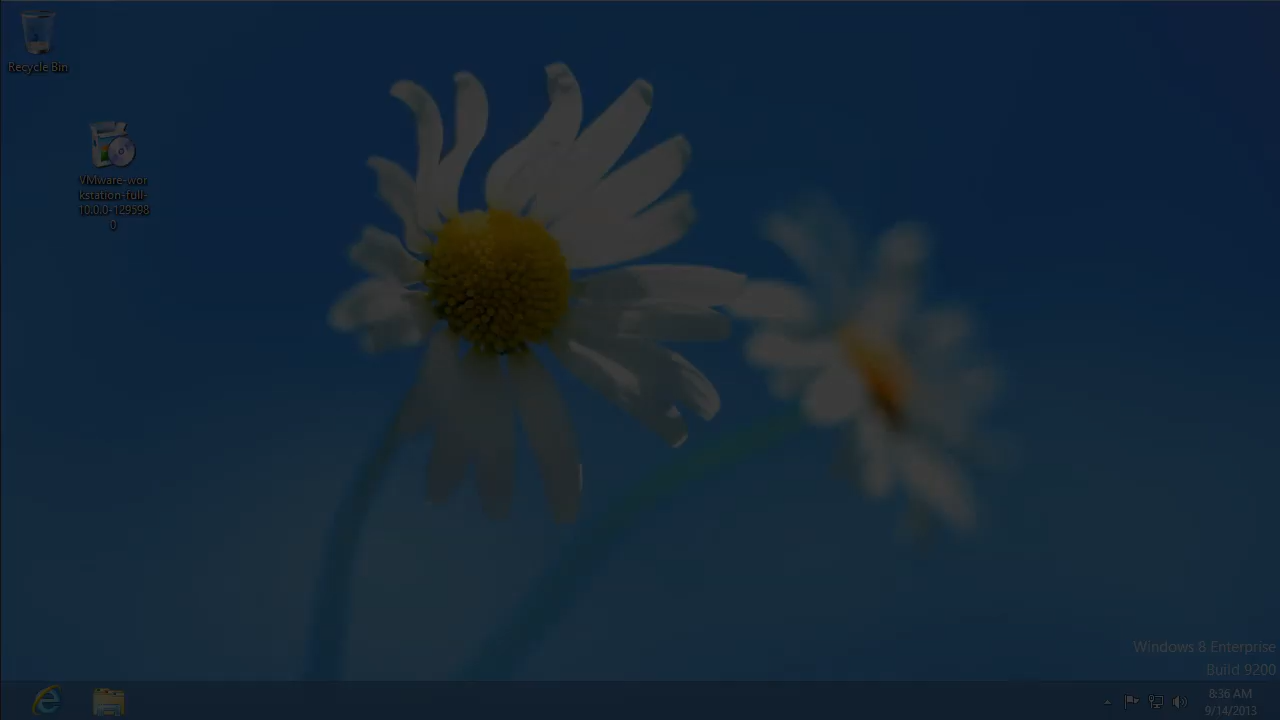 Recycle Bin
VMware-wor
kstation-full-
10.0.0-129598
0
Windows 8 Enterprise
Build 9200
8:36 AM
9/14/2013